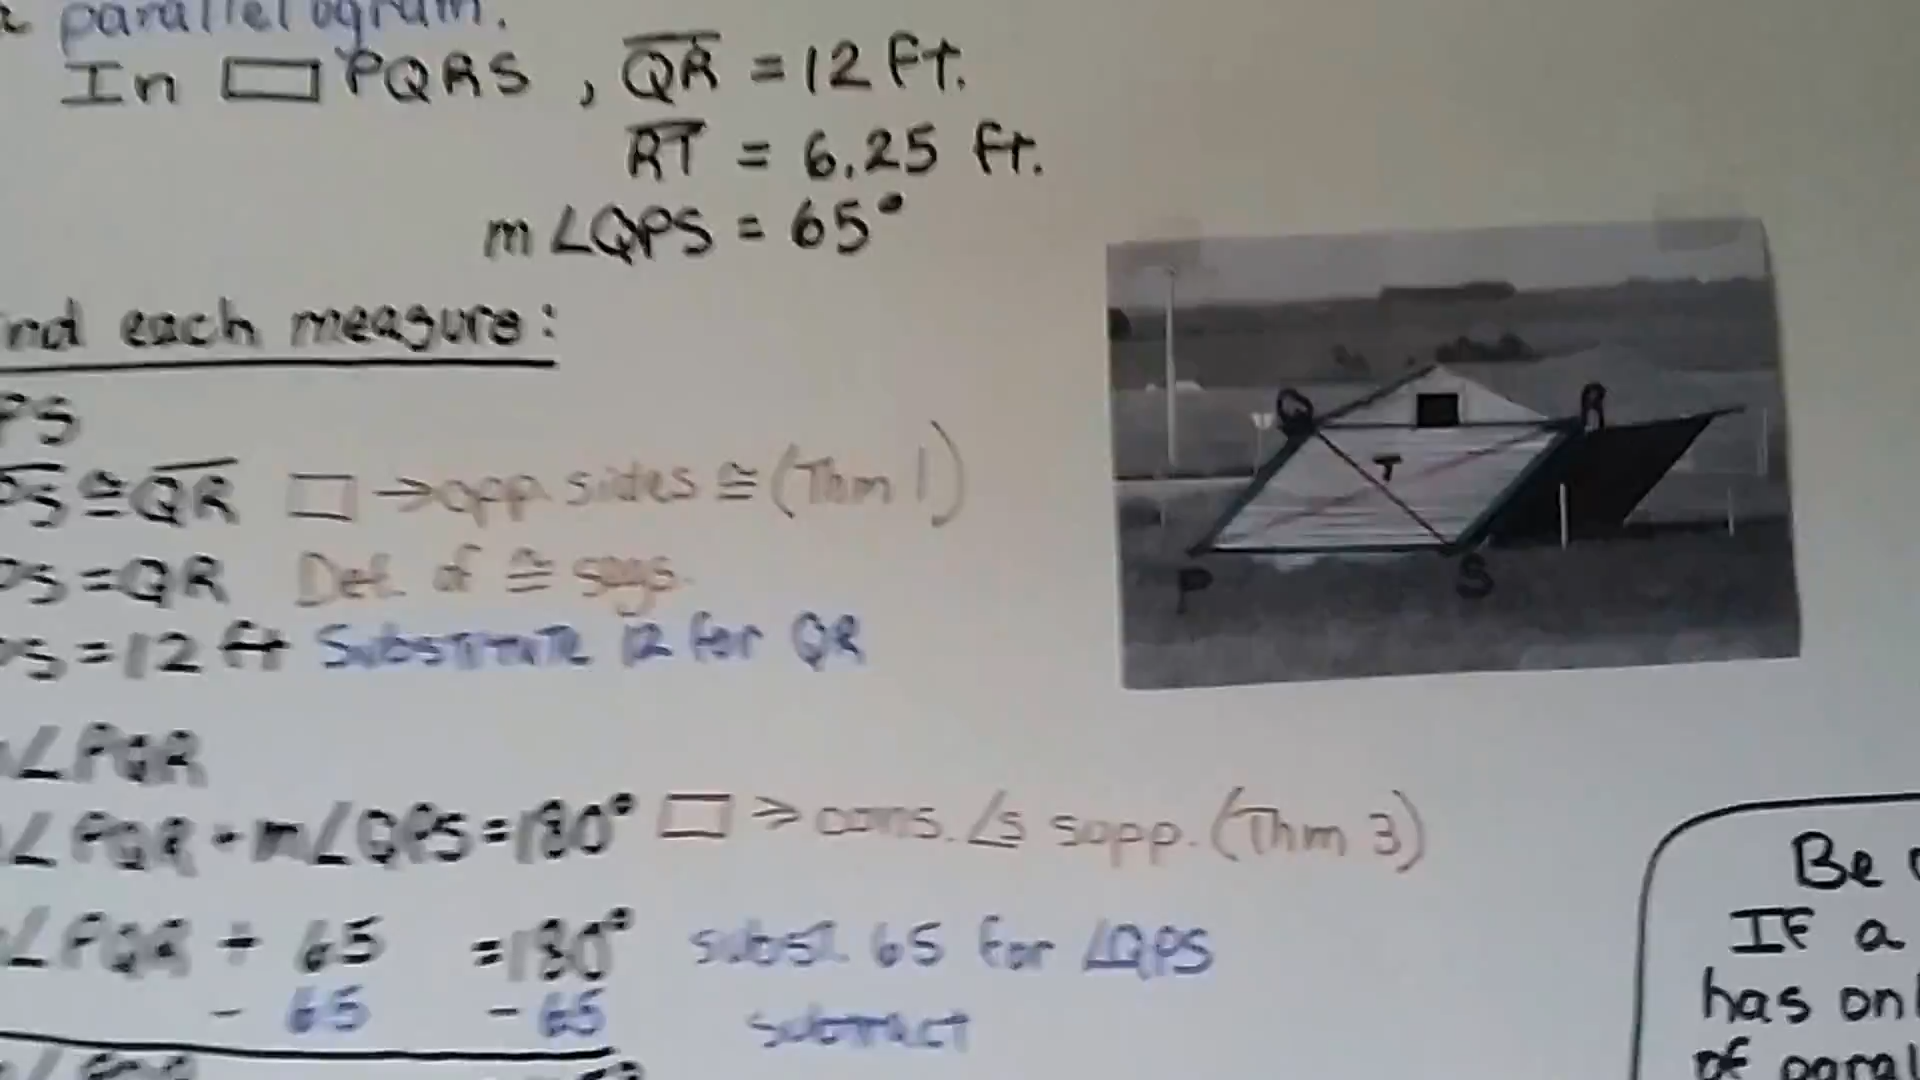 parallelogram.
In ▭ PQRS, QR = 12 ft.
RT = 6.25 ft.
m∠QPS = 65°
nd each measure:
PS
PS ≅ QR ▱ → opp. sides ≅ (Thm 1)
PS = QR Def. of ≅ segs.
PS = 12 ft Substitute 12 for QR
∠PQR
∠PQR + m∠QPS = 180° ▱ → cons. ∠s supp. (Thm 3)
∠PQR + 65 = 180° subst. 65 for ∠QPS
- 65 - 65 subtract
∠PQR
Q R
T
P S
Be
If a
has onl
of paral